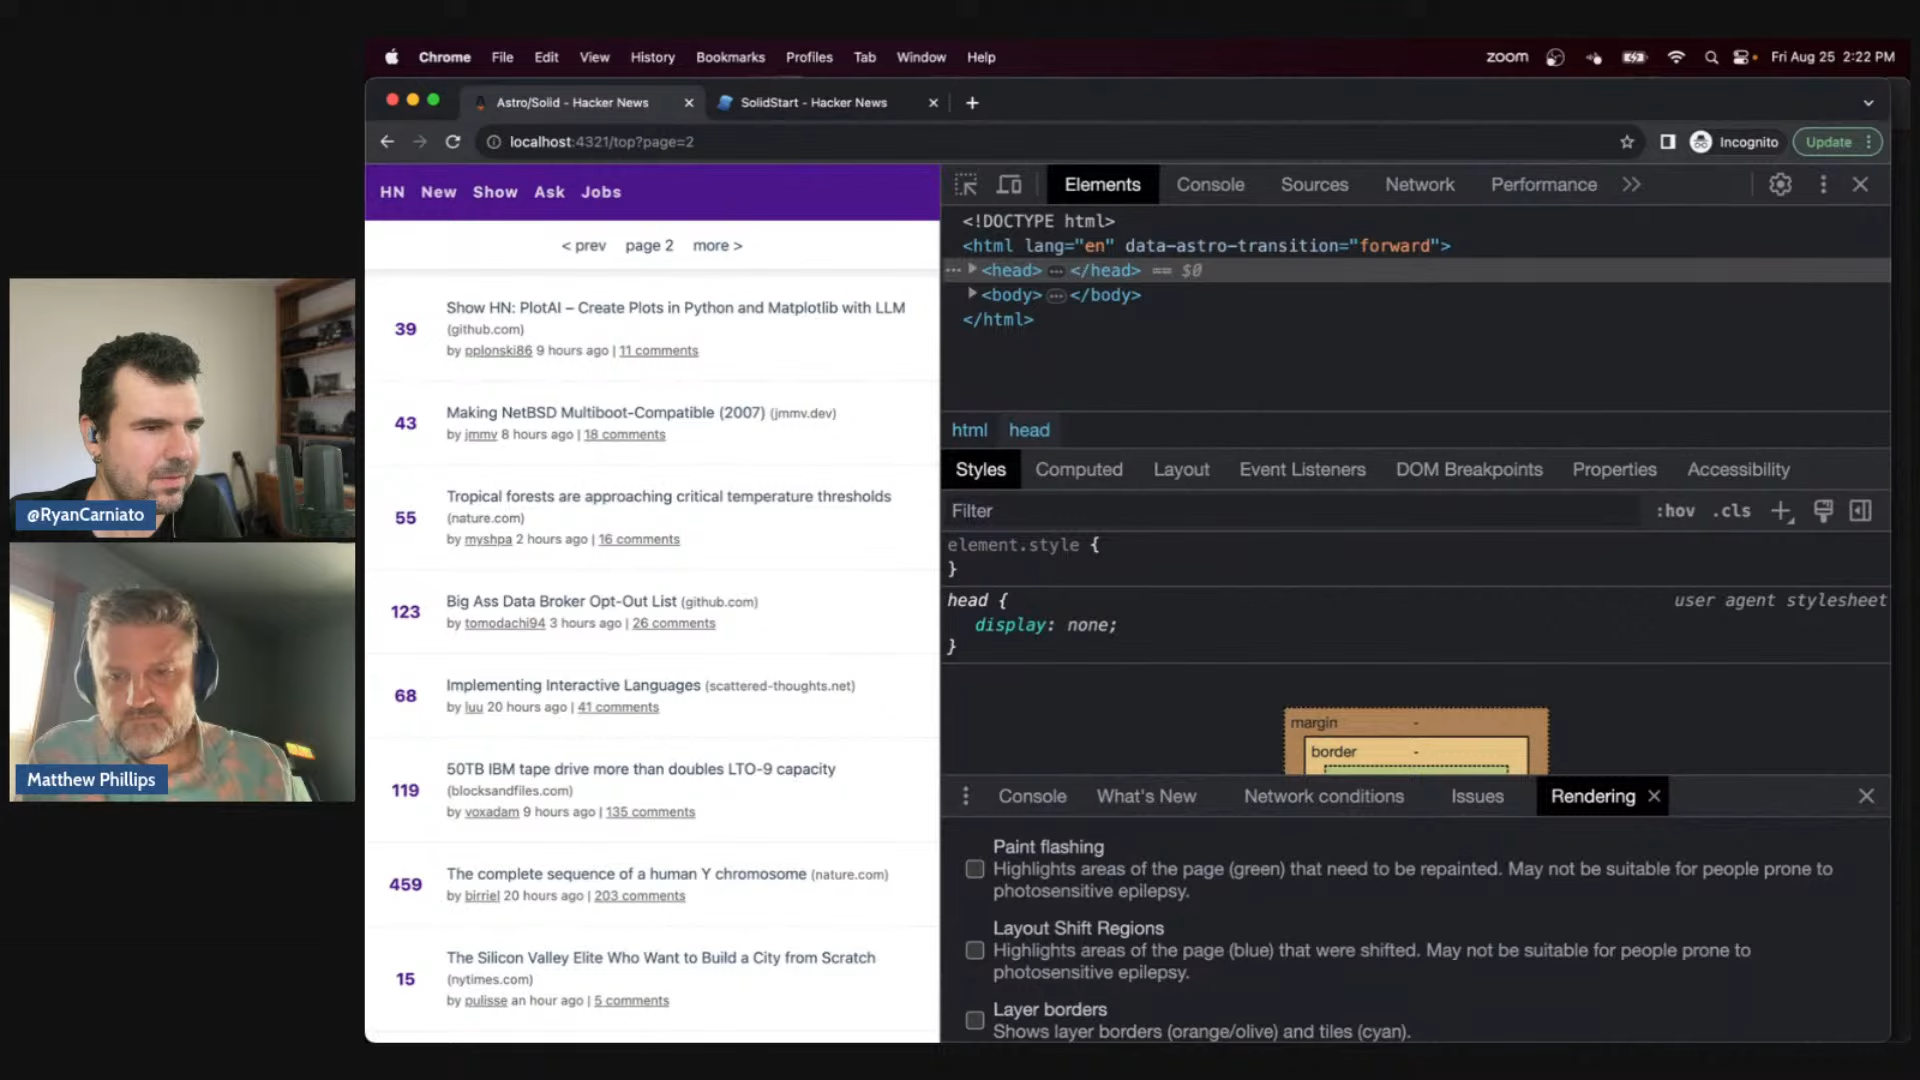 Chrome File Edit View History Bookmarks Profiles Tab Window Help
zoom
Fri Aug 25 2:22 PM
Astro/Solid - Hacker News
SolidStart - Hacker News
localhost:4321/top?page=2
Incognito
Update
HN New Show Ask Jobs
< prev page 2 more >
39
Show HN: PlotAI – Create Plots in Python and Matplotlib with LLM
(github.com)
by pplonski86 9 hours ago | 11 comments
43
Making NetBSD Multiboot-Compatible (2007) (jmmv.dev)
by jmmv 8 hours ago | 18 comments
55
Tropical forests are approaching critical temperature thresholds
(nature.com)
by myshpa 2 hours ago | 16 comments
123
Big Ass Data Broker Opt-Out List (github.com)
by tomodachi94 3 hours ago | 26 comments
68
Implementing Interactive Languages (scattered-thoughts.net)
by luu 20 hours ago | 41 comments
119
50TB IBM tape drive more than doubles LTO-9 capacity
(blocksandfiles.com)
by voxadam 9 hours ago | 135 comments
459
The complete sequence of a human Y chromosome (nature.com)
by birriel 20 hours ago | 203 comments
15
The Silicon Valley Elite Who Want to Build a City from Scratch
(nytimes.com)
by pulisse an hour ago | 5 comments
Elements Console Sources Network Performance
<!DOCTYPE html>
<html lang="en" data-astro-transition="forward">
<head> … </head> == $0
<body> … </body>
</html>
html head
Styles Computed Layout Event Listeners DOM Breakpoints Properties Accessibility
Filter
:hov .cls
element.style {
}
head {
user agent stylesheet
display: none;
}
margin -
border -
Console What's New Network conditions Issues Rendering
Paint flashing
Highlights areas of the page (green) that need to be repainted. May not be suitable for people prone to
photosensitive epilepsy.
Layout Shift Regions
Highlights areas of the page (blue) that were shifted. May not be suitable for people prone to
photosensitive epilepsy.
Layer borders
Shows layer borders (orange/olive) and tiles (cyan).
@RyanCarniato
Matthew Phillips